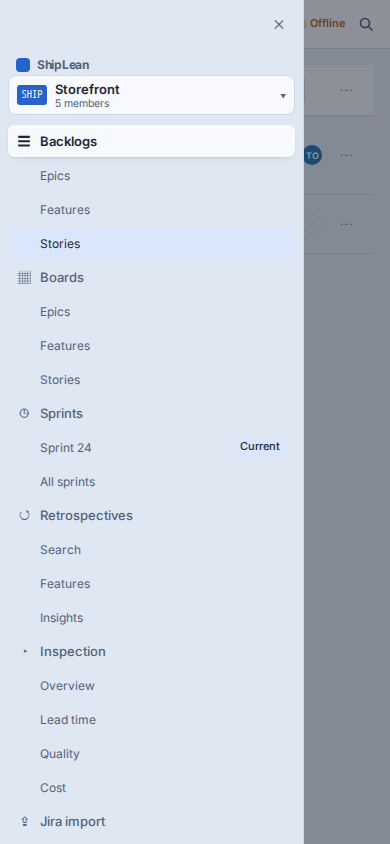 Offline
ShipLean
SHIP
Storefront
5 members
Backlogs
Epics
Features
Stories
Boards
Epics
Features
Stories
Sprints
Sprint 24
Current
All sprints
Retrospectives
Search
Features
Insights
Inspection
Overview
Lead time
Quality
Cost
Jira import
TO